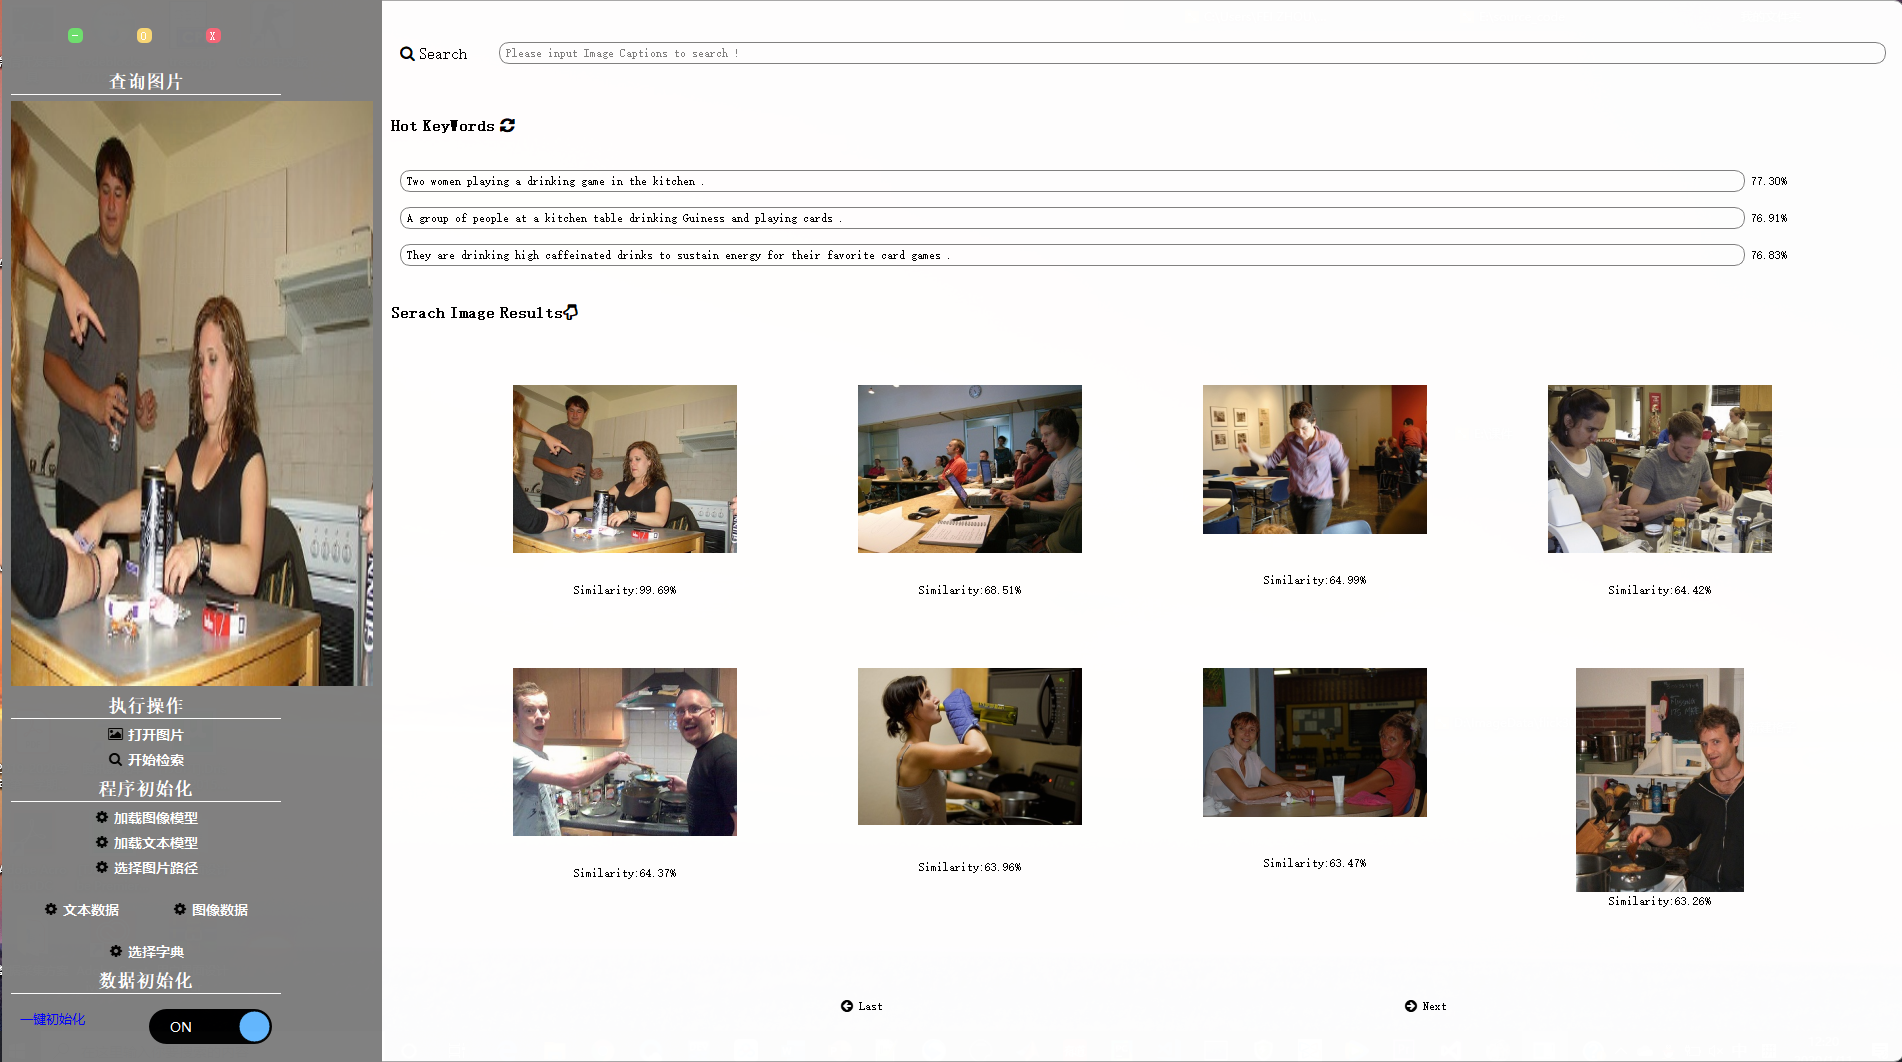 查询图片
执行操作
打开图片
开始检索
程序初始化
加载图像模型
加载文本模型
选择图片路径
文本数据 图像数据
选择字典
数据初始化
一键初始化 ON
Search Please input Image Captions to search !
Hot KeyWords
Two women playing a drinking game in the kitchen . 77.30%
A group of people at a kitchen table drinking Guiness and playing cards . 76.91%
They are drinking high caffeinated drinks to sustain energy for their favorite card games . 76.83%
Serach Image Results
Similarity:99.69% Similarity:68.51% Similarity:64.99% Similarity:64.42%
Similarity:64.37% Similarity:63.96% Similarity:63.47% Similarity:63.26%
Last Next